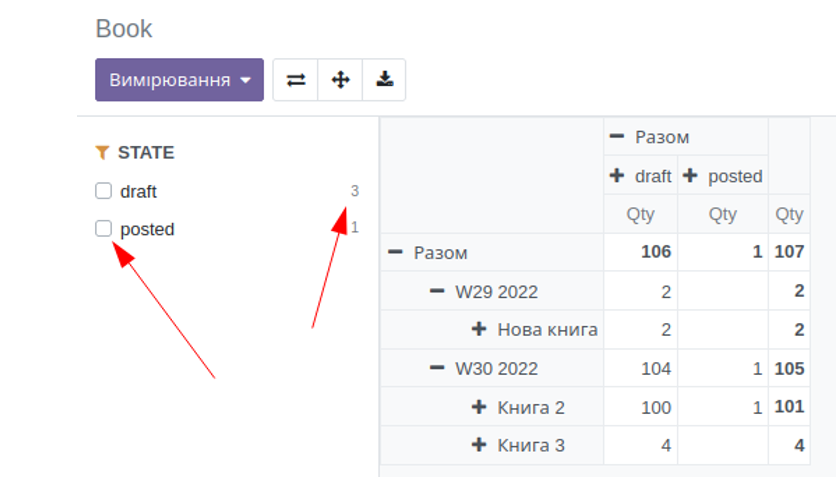 Book
Вимірювання
STATE
draft 3
posted 1
Разом
draft posted
Qty Qty Qty
Разом 106 1 107
W29 2022 2 2
Нова книга 2 2
W30 2022 104 1 105
Книга 2 100 1 101
Книга 3 4 4